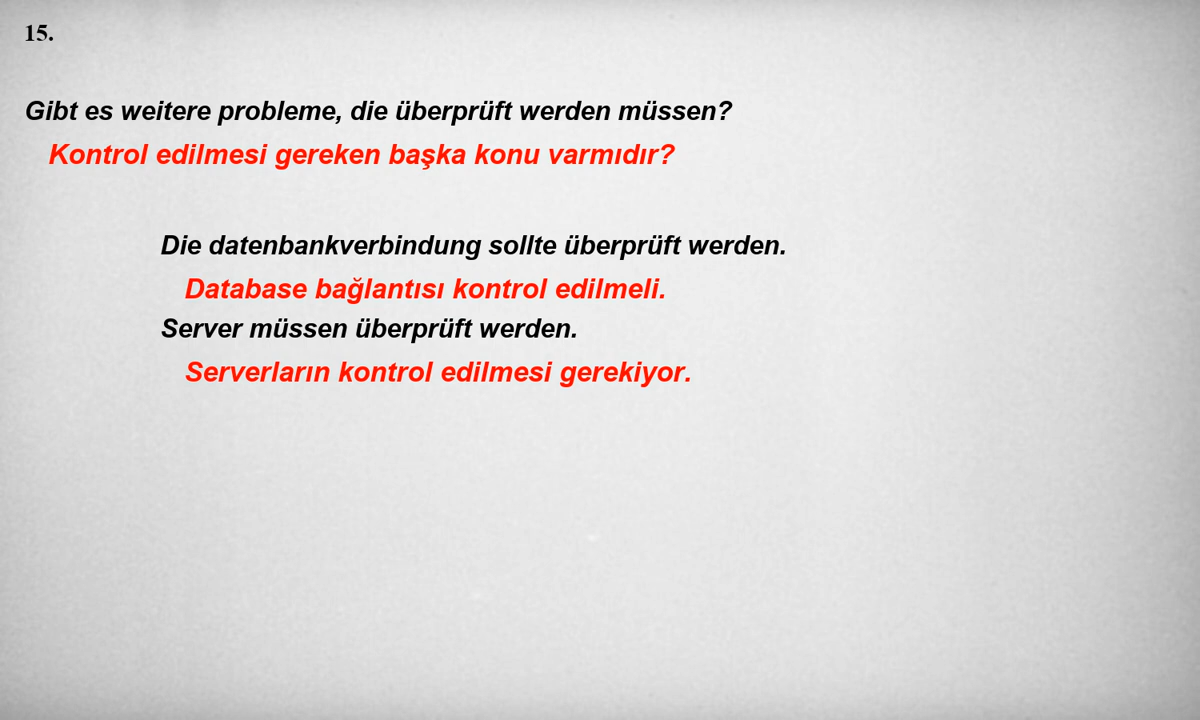 15.
Gibt es weitere probleme, die überprüft werden müssen?
Kontrol edilmesi gereken başka konu varmıdır?
Die datenbankverbindung sollte überprüft werden.
Database bağlantısı kontrol edilmeli.
Server müssen überprüft werden.
Serverların kontrol edilmesi gerekiyor.